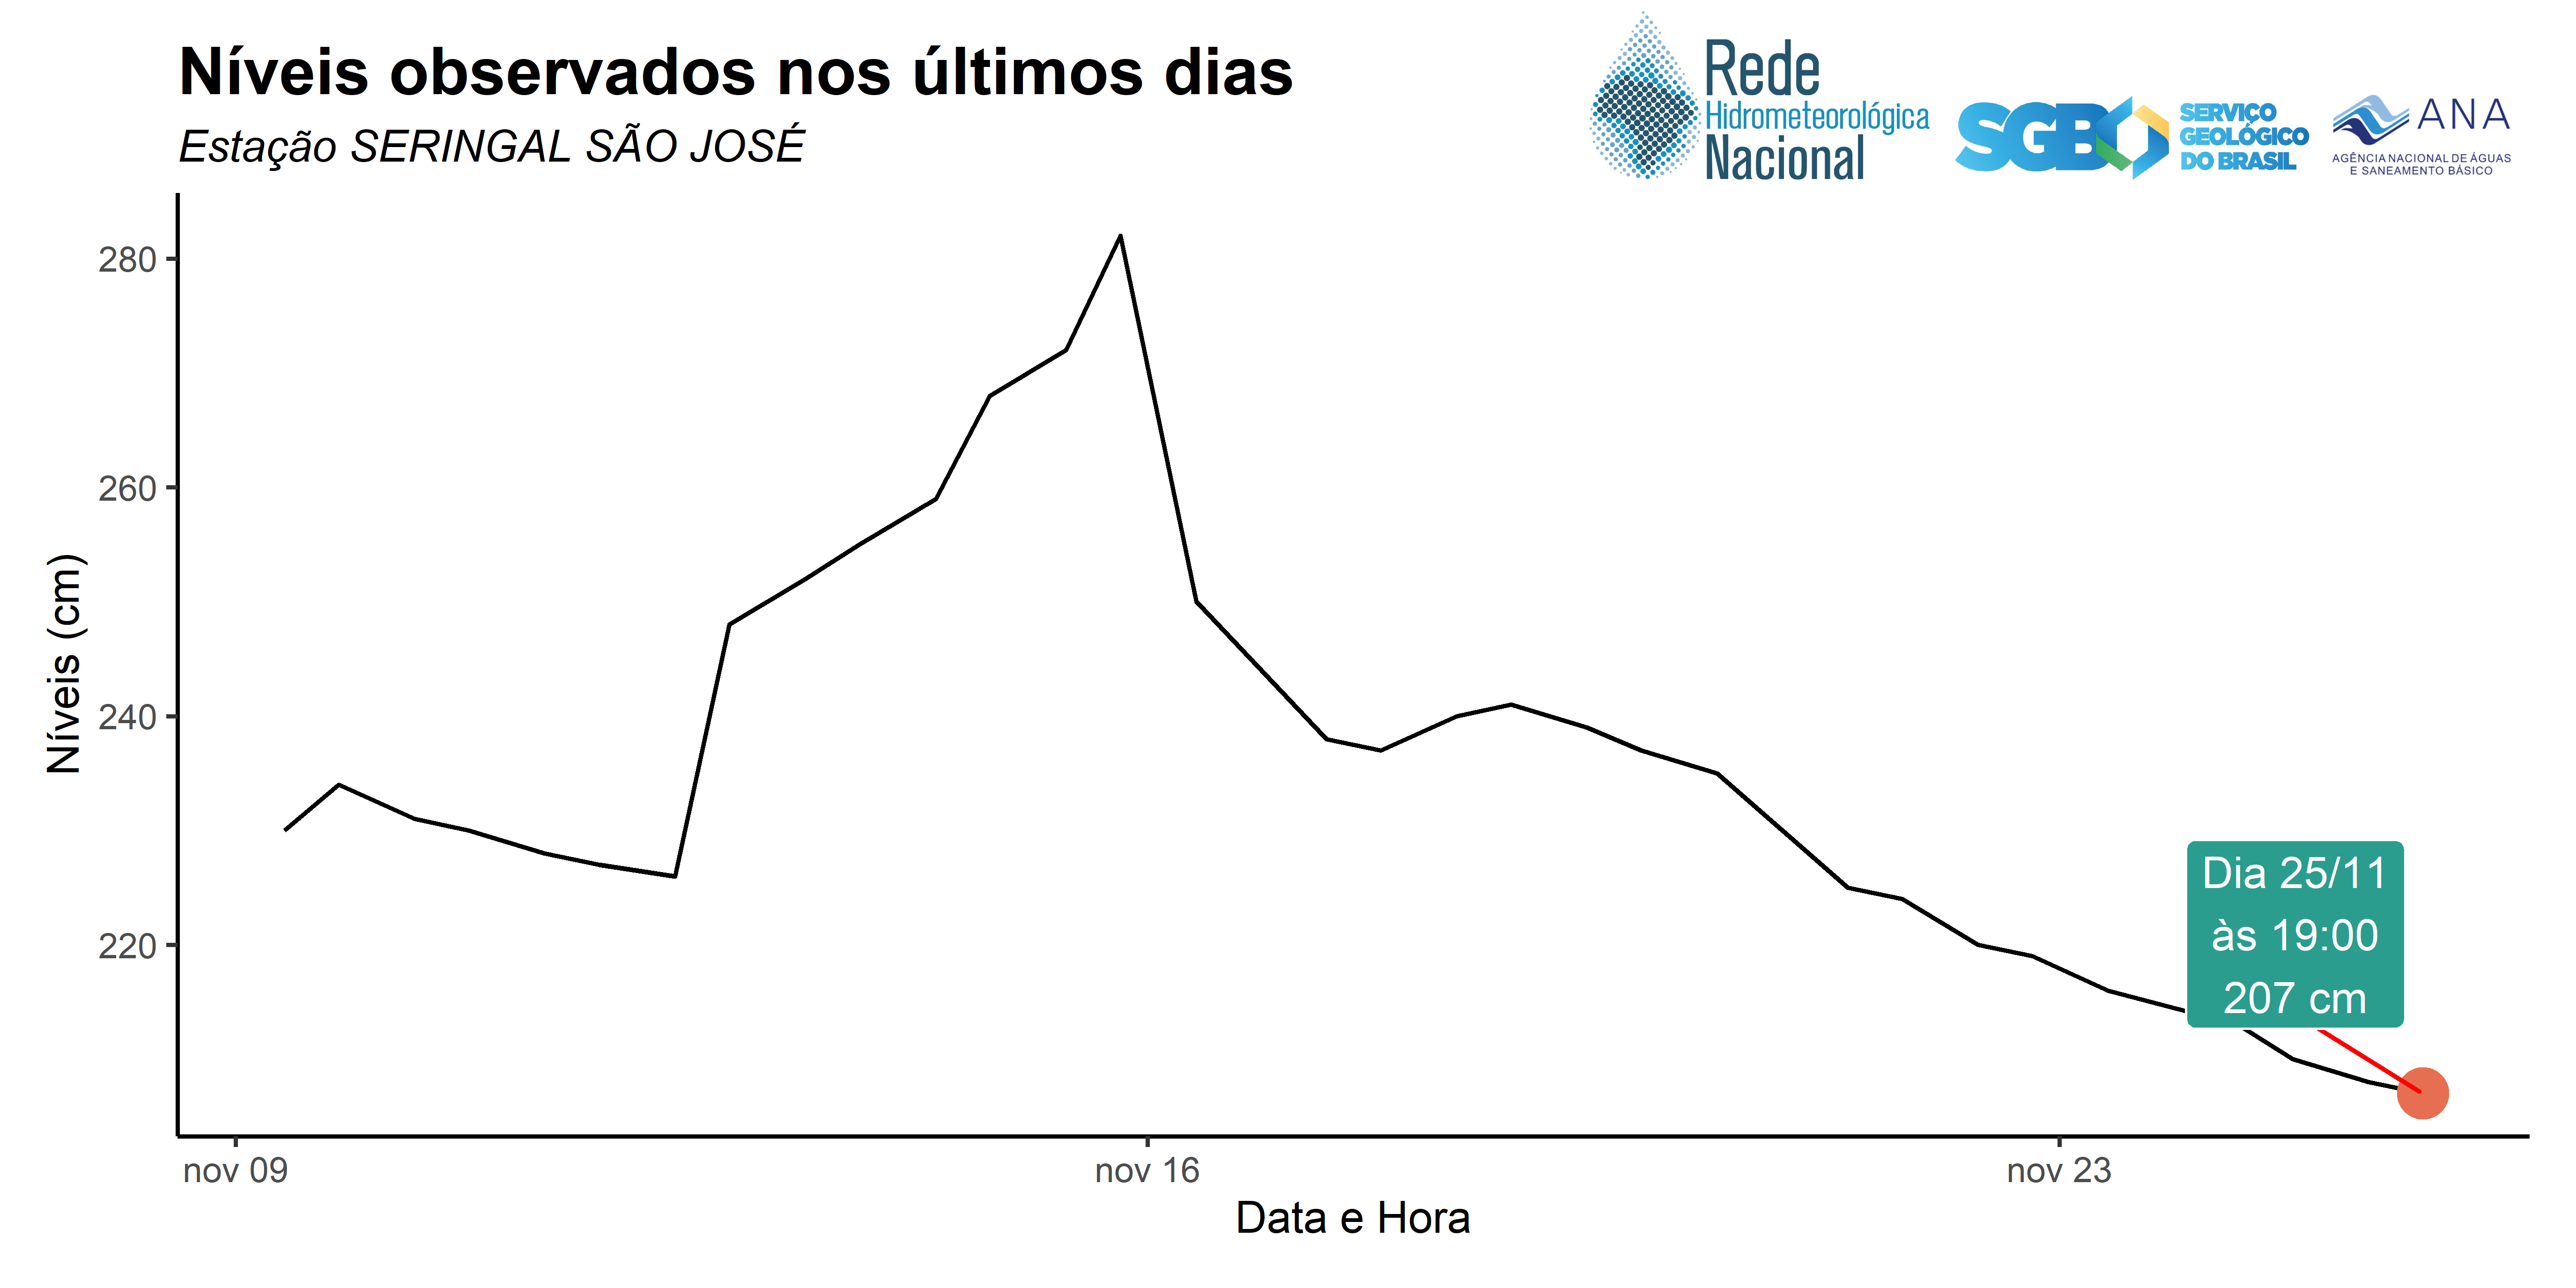 Níveis observados nos últimos dias
Estação SERINGAL SÃO JOSÉ
Rede
Hidrometeorológica
Nacional
SGB
SERVIÇO
GEOLÓGICO
DO BRASIL
ANA
AGÊNCIA NACIONAL DE ÁGUAS
E SANEAMENTO BÁSICO
Níveis (cm)
280
260
240
220
Dia 25/11
às 19:00
207 cm
nov 09
nov 16
nov 23
Data e Hora